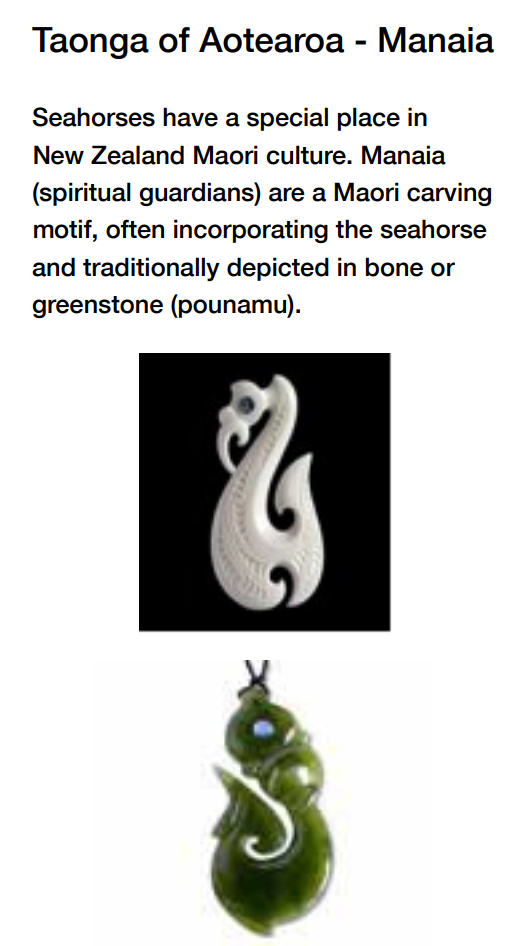 Taonga of Aotearoa - Manaia
Seahorses have a special place in
New Zealand Maori culture. Manaia
(spiritual guardians) are a Maori carving
motif, often incorporating the seahorse
and traditionally depicted in bone or
greenstone (pounamu).